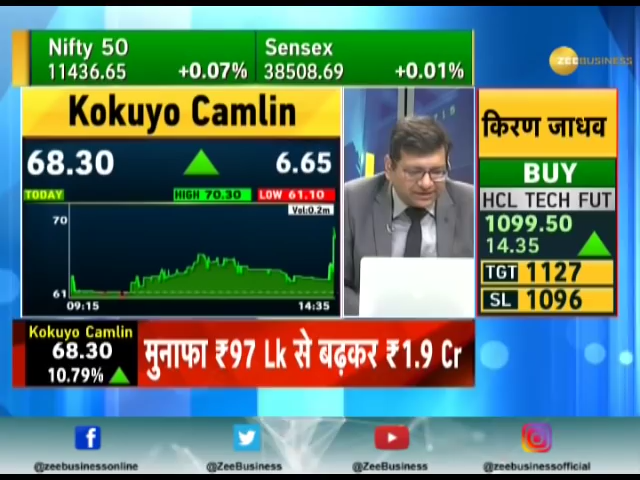 Nifty 50
11436.65 +0.07%
Sensex
38508.69 +0.01%
ZEE BUSINESS
Kokuyo Camlin
68.30 6.65
TODAY HIGH 70.30 LOW 61.10
Vol:0.2m
70
61
09:15 14:35
किरण जाधव
BUY
HCL TECH FUT
1099.50
14.35
TGT 1127
SL 1096
Kokuyo Camlin
68.30
10.79%
मुनाफा ₹97 Lk से बढ़कर ₹1.9 Cr
@zeebusinessonline
@ZeeBusiness
@ZeeBusiness
@zeebusinessofficial